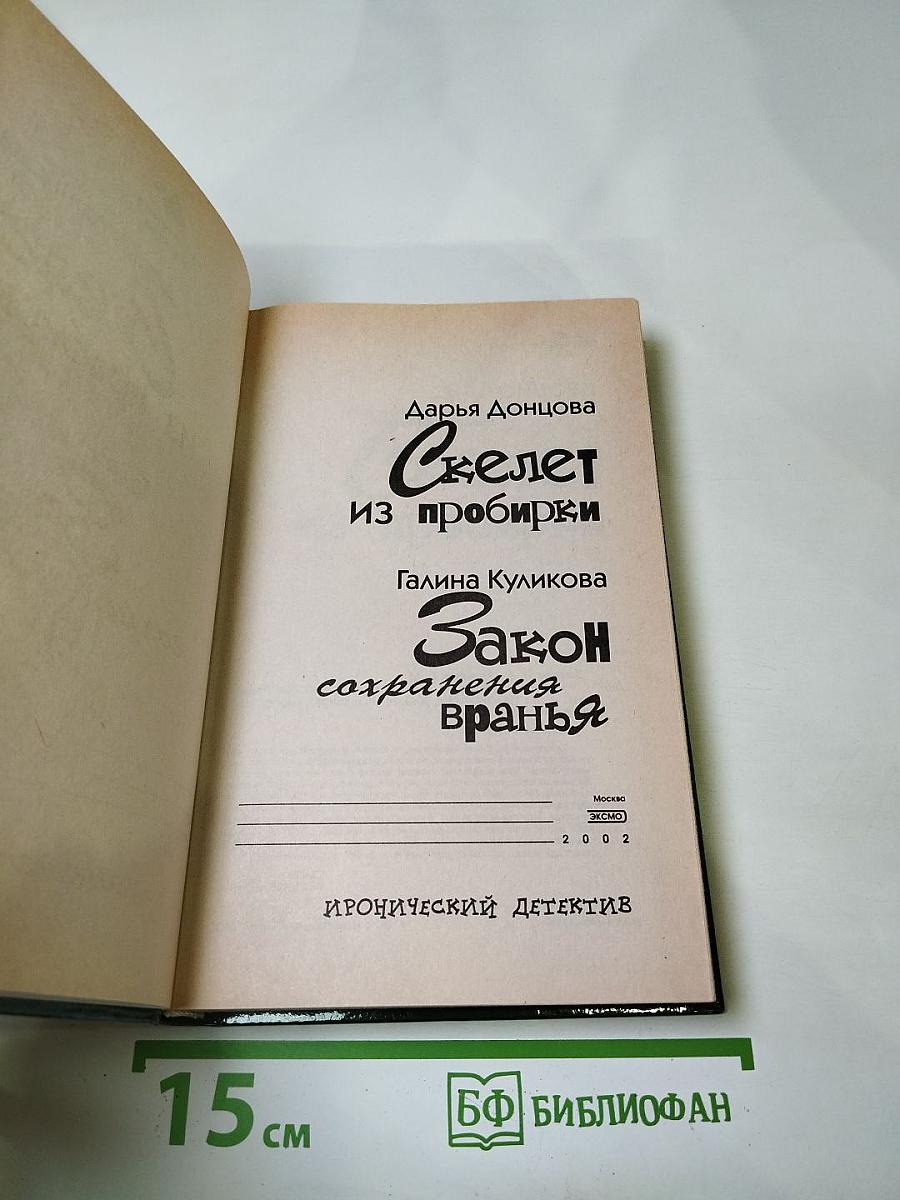 Дарья Донцова
Скелет
из пробирки
Галина Куликова
Закон
сохранения
вранья
Москва
ЭКСМО
2002
ИРОНИЧЕСКИЙ ДЕТЕКТИВ
15 см
БФ БИБЛИОФАН